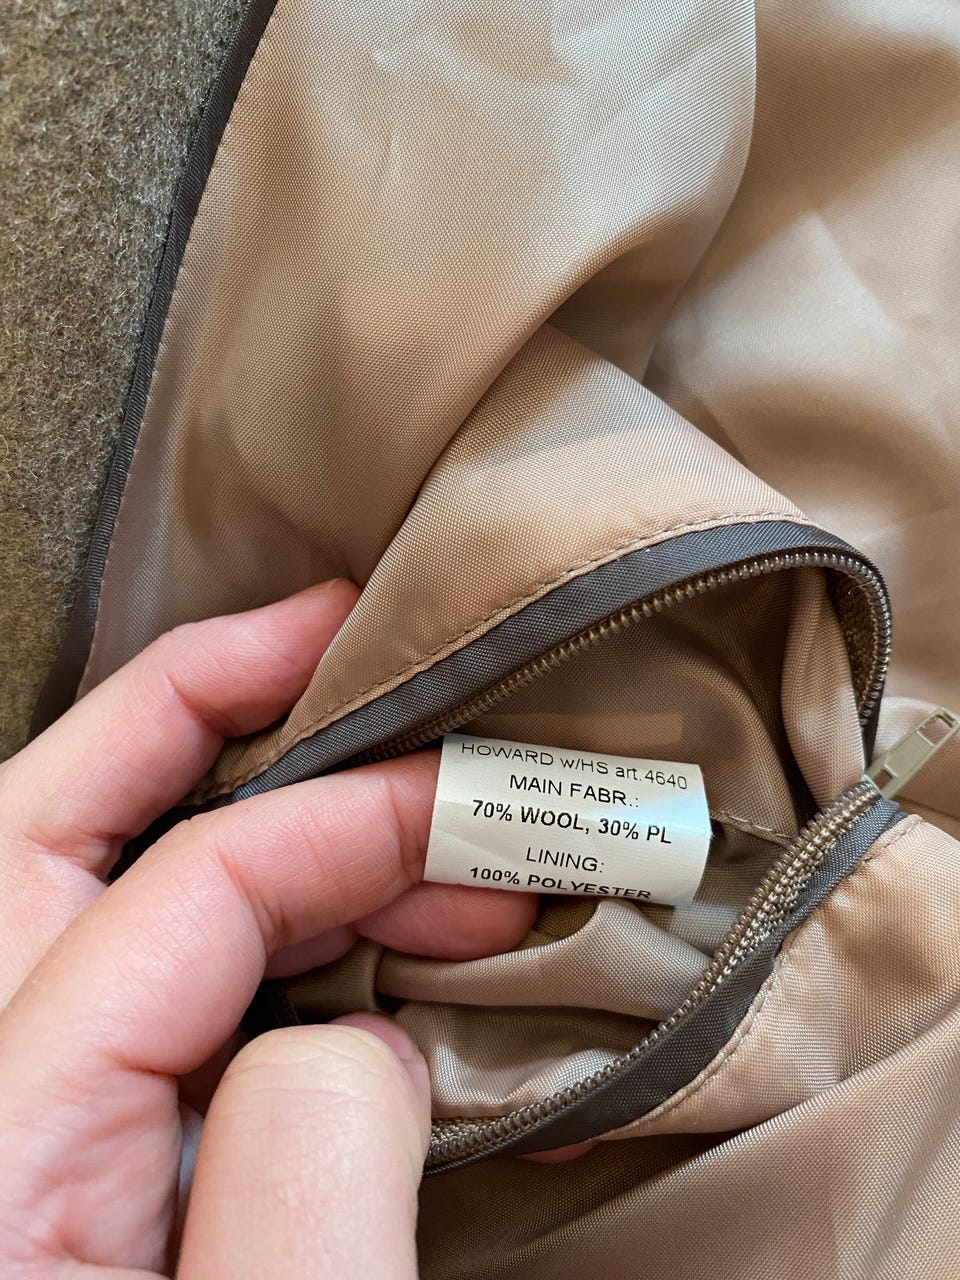 HOWARD w/HS art.4640
MAIN FABR.:
70% WOOL, 30% PL
LINING:
100% POLYESTER